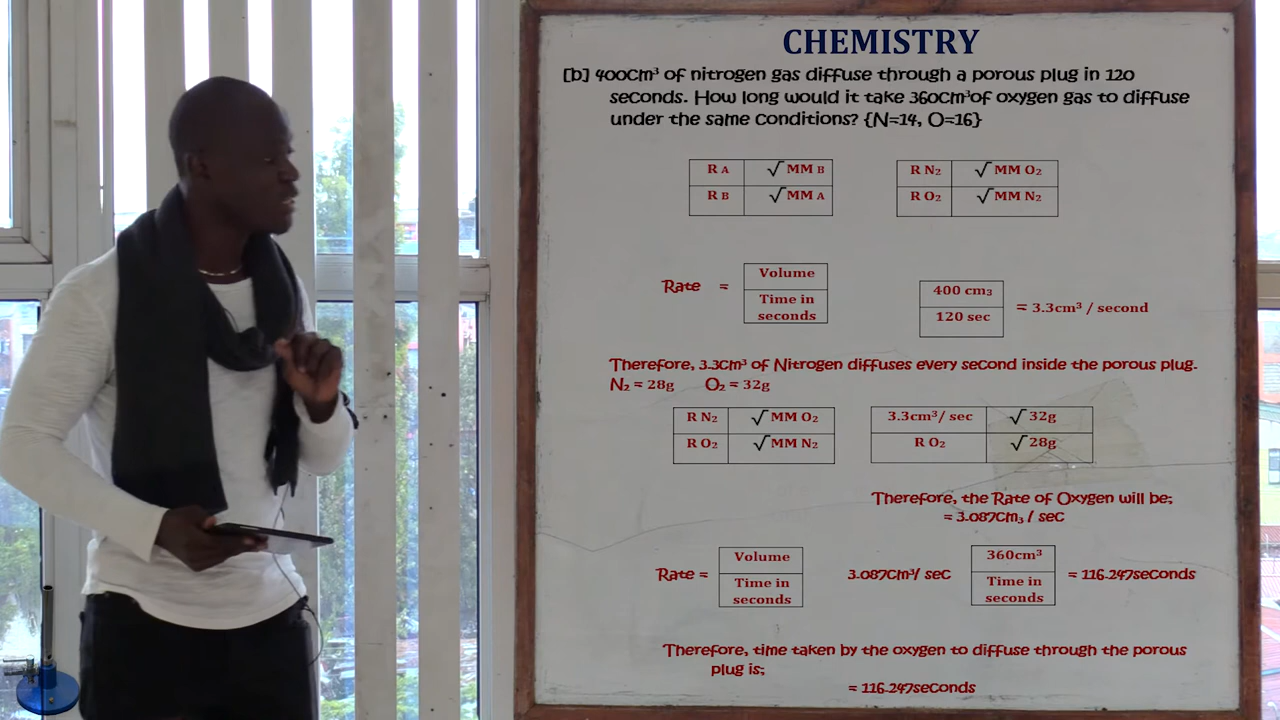 CHEMISTRY
[b] 400cm³ of nitrogen gas diffuse through a porous plug in 120
seconds. How long would it take 360cm³of oxygen gas to diffuse
under the same conditions? {N=14, O=16}
R A √ MM B R N₂ √ MM O₂
R B √ MM A R O₂ √ MM N₂
Rate = Volume
Time in
seconds
400 cm₃
120 sec
= 3.3cm³ / second
Therefore, 3.3cm³ of Nitrogen diffuses every second inside the porous plug.
N₂ = 28g O₂ = 32g
R N₂ √ MM O₂ 3.3cm³/ sec √ 32g
R O₂ √ MM N₂ R O₂ √ 28g
Therefore, the Rate of Oxygen will be;
= 3.087cm₃ / sec
Rate = Volume
Time in
seconds
3.087cm³/ sec 360cm³
Time in
seconds
= 116.247seconds
Therefore, time taken by the oxygen to diffuse through the porous
plug is;
= 116.247seconds